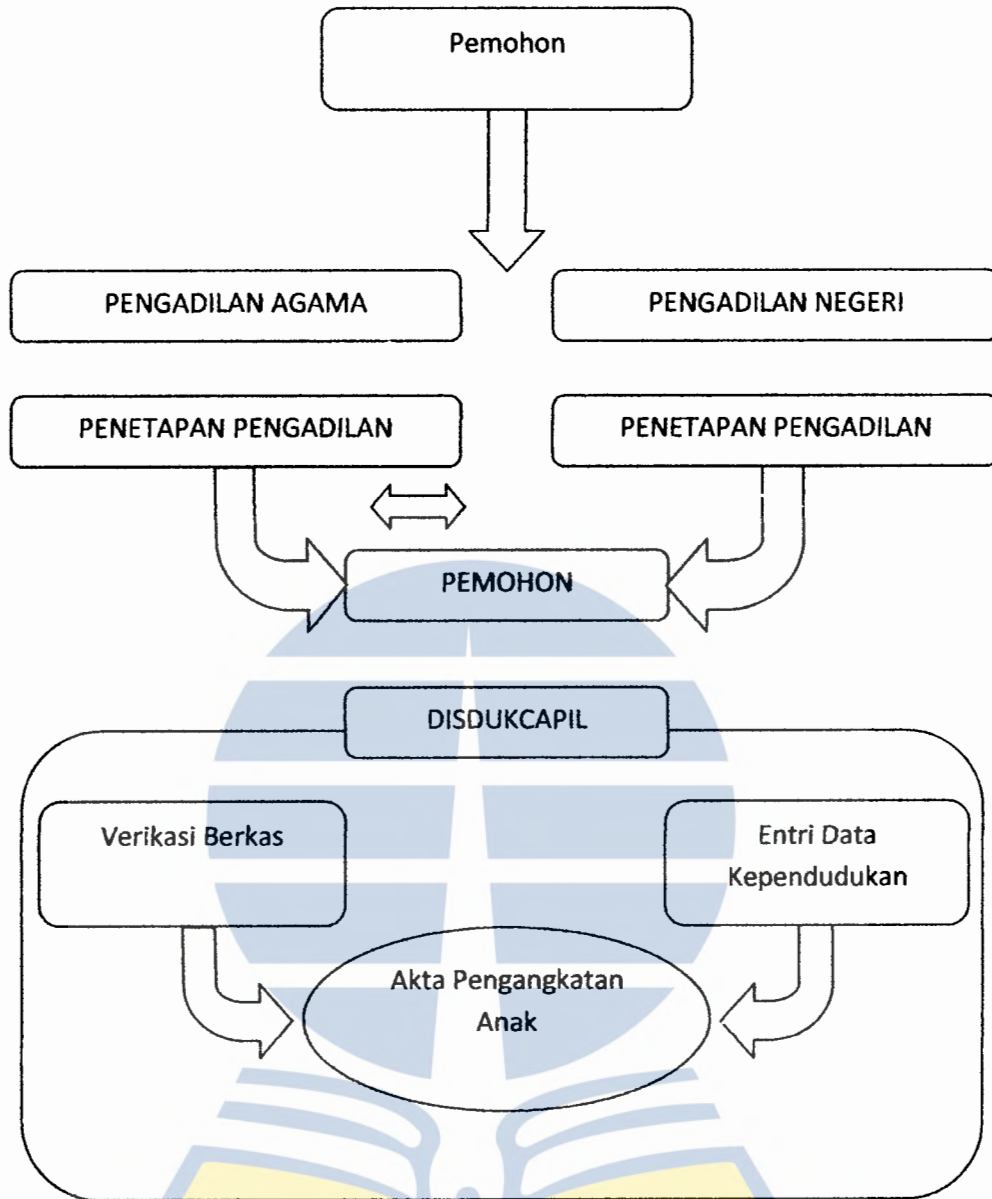 Pemohon
PENGADILAN AGAMA
PENGADILAN NEGERI
PENETAPAN PENGADILAN
PENETAPAN PENGADILAN
PEMOHON
DISDUKCAPIL
Verikasi Berkas
Entri Data
Kependudukan
Akta Pengangkatan
Anak